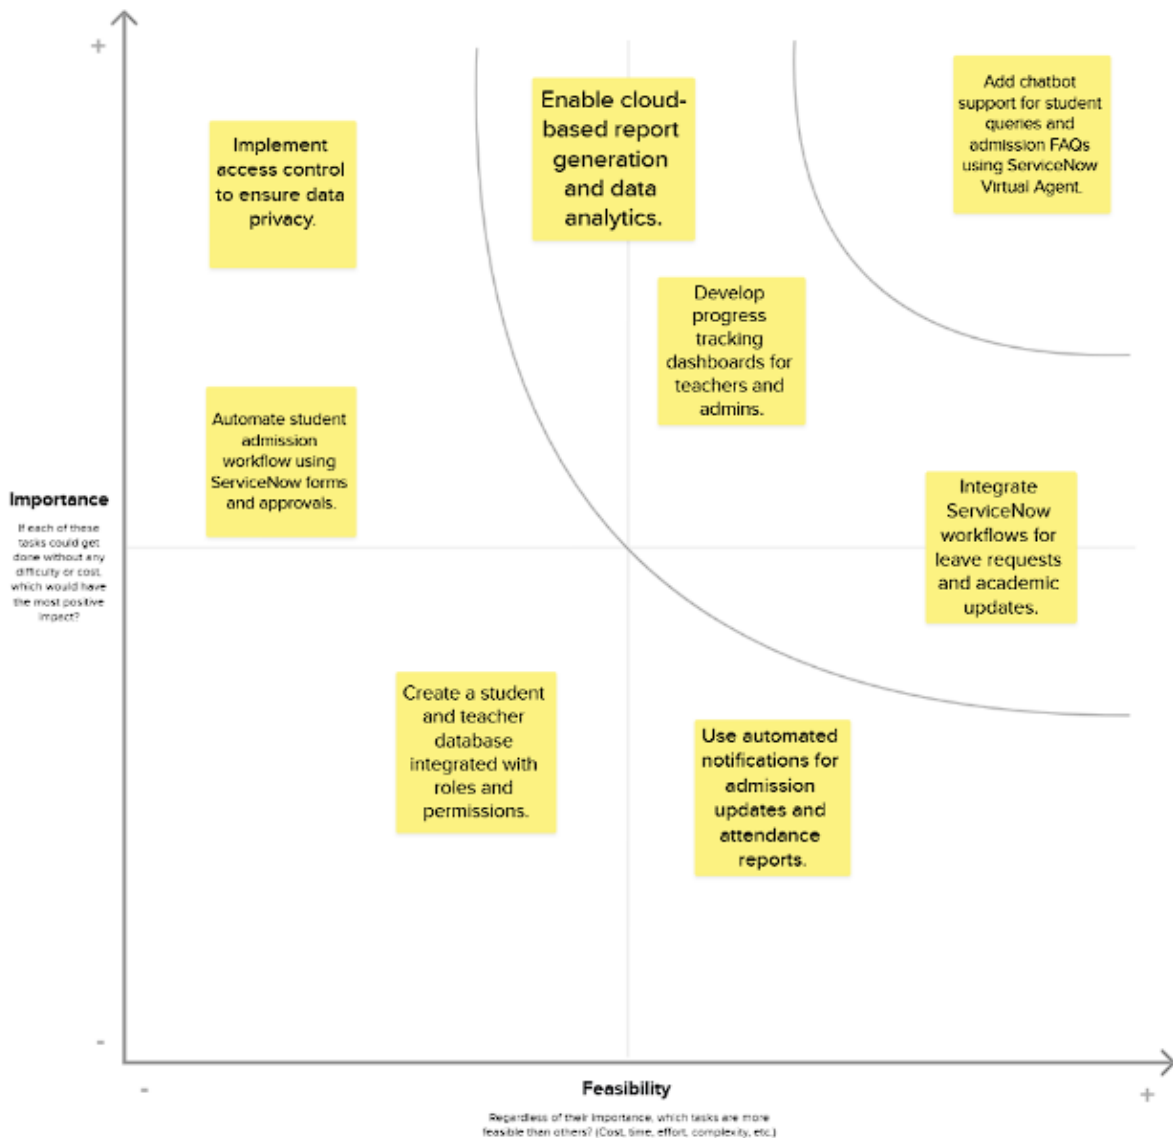 +
Implement
access control
to ensure data
privacy.
Enable cloud-
based report
generation
and data
analytics.
Add chatbot
support for student
queries and
admission FAQs
using ServiceNow
Virtual Agent.
Develop
progress
tracking
dashboards for
teachers and
admins.
Automate student
admission
workflow using
ServiceNow forms
and approvals.
Integrate
ServiceNow
workflows for
leave requests
and academic
updates.
Importance
If each of these
tasks could get
done without any
difficulty or cost,
which would have
the most positive
impact?
Create a student
and teacher
database
integrated with
roles and
permissions.
Use automated
notifications for
admission
updates and
attendance
reports.
-
-
Feasibility
+
Regardless of their importance, which tasks are more
feasible than others? (Cost, time, effort, complexity, etc.)